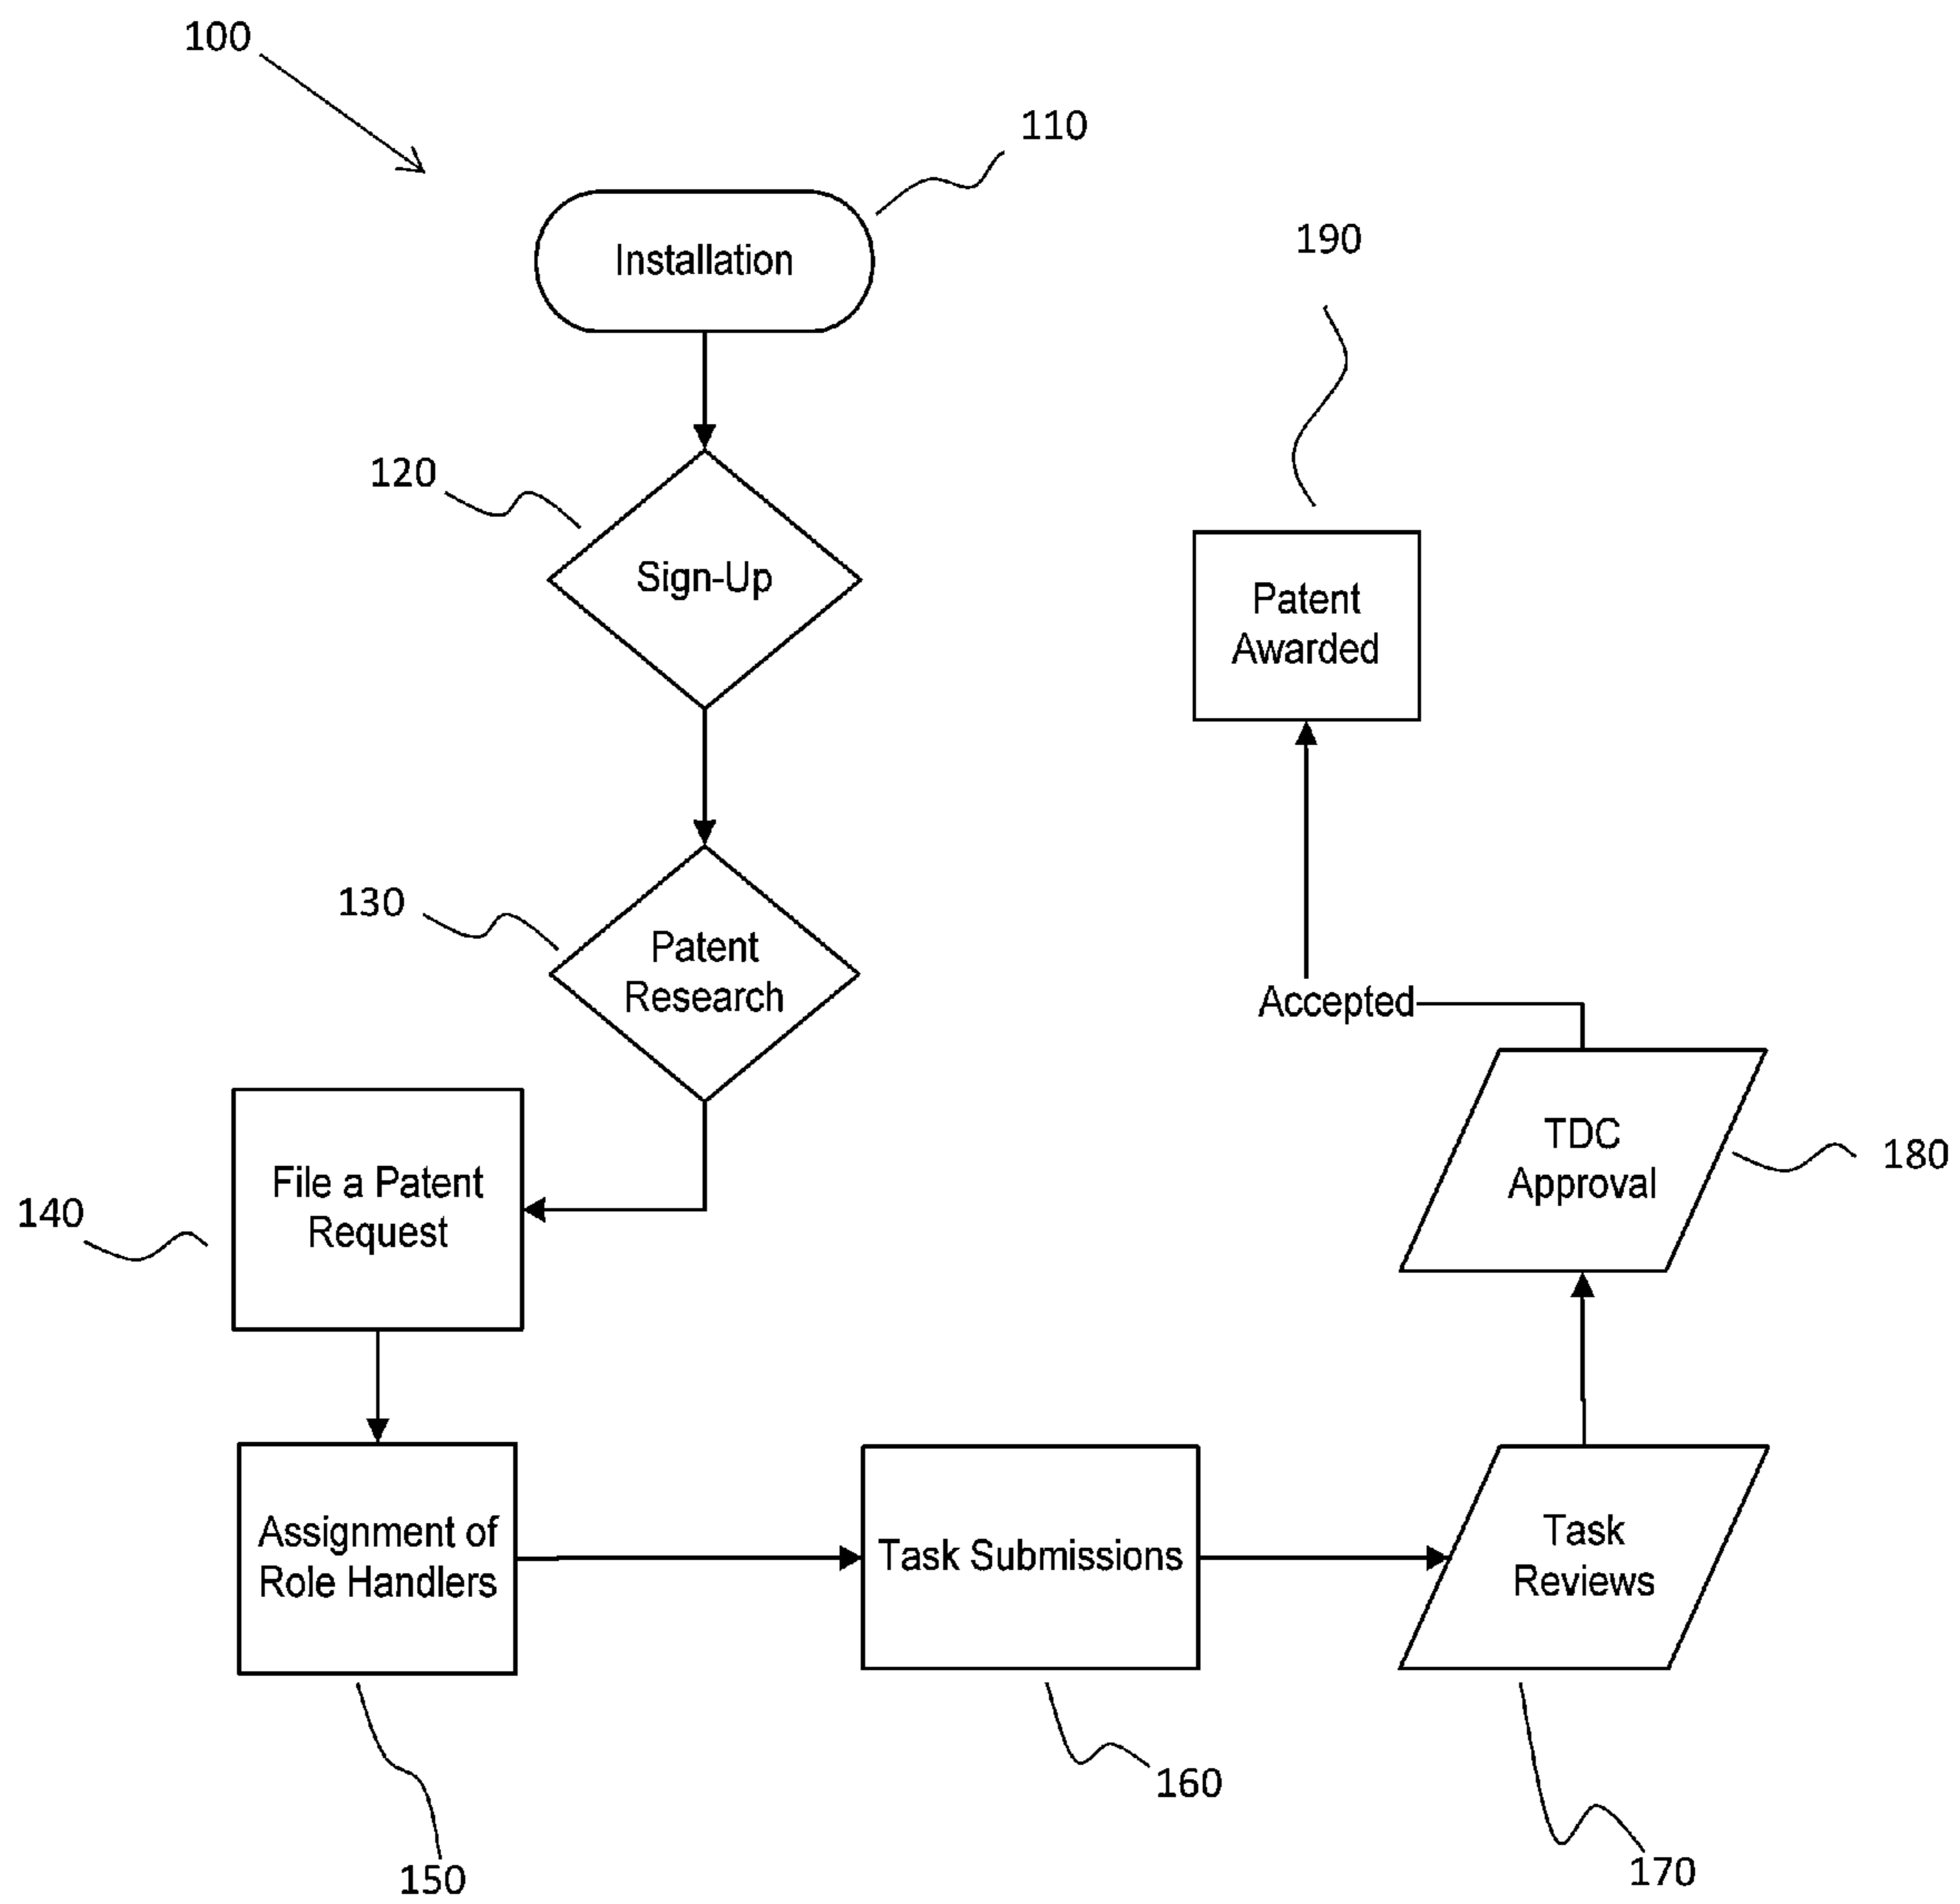 100
110
Installation
190
120
Sign-Up
Patent
Awarded
130
Patent
Research
Accepted
TDC
Approval
180
File a Patent
Request
140
Assignment of
Role Handlers
Task Submissions
Task
Reviews
150
160
170